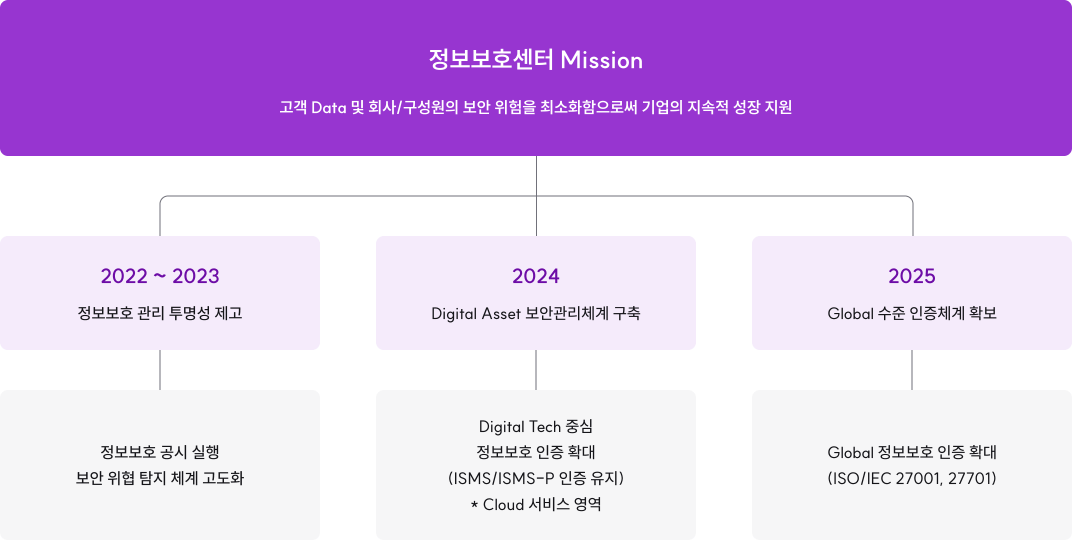 정보보호센터 Mission
고객 Data 및 회사/구성원의 보안 위험을 최소화함으로써 기업의 지속적 성장 지원
2022 ~ 2023
정보보호 관리 투명성 제고
2024
Digital Asset 보안관리체계 구축
2025
Global 수준 인증체계 확보
정보보호 공시 실행
보안 위협 탐지 체계 고도화
Digital Tech 중심
정보보호 인증 확대
(ISMS/ISMS-P 인증 유지)
* Cloud 서비스 영역
Global 정보보호 인증 확대
(ISO/IEC 27001, 27701)